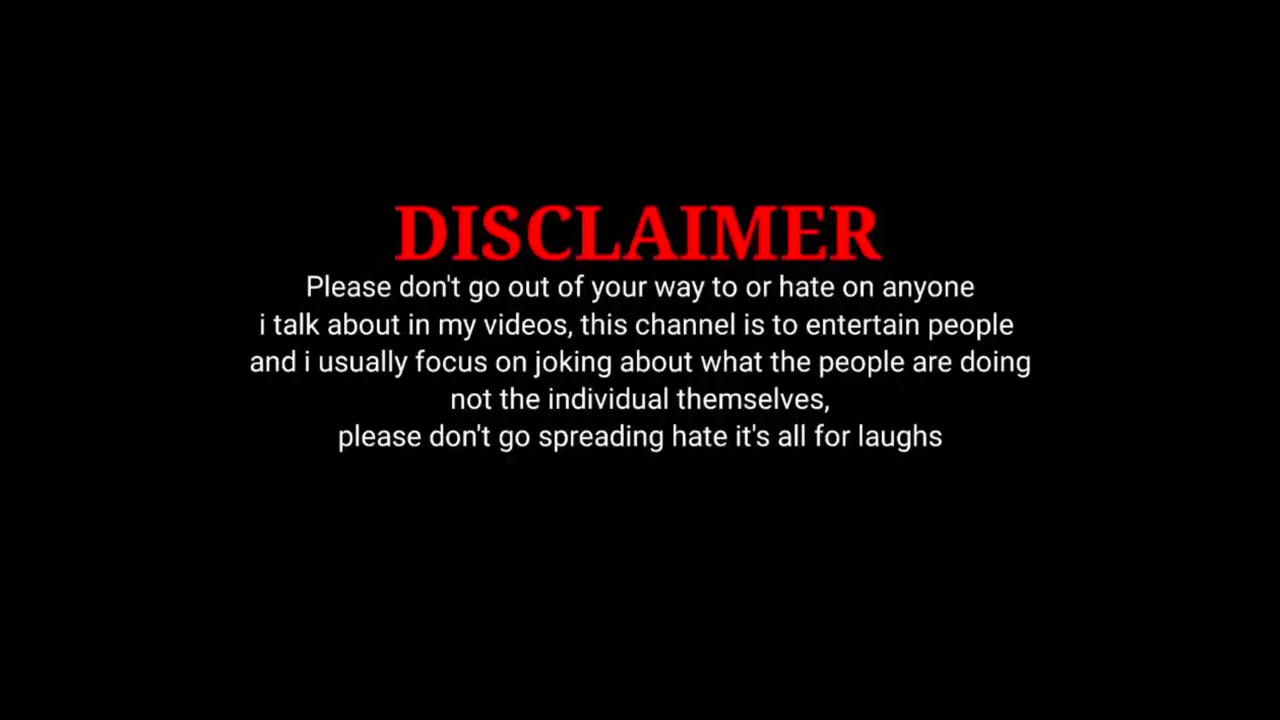 DISCLAIMER
Please don't go out of your way to or hate on anyone
i talk about in my videos, this channel is to entertain people
and i usually focus on joking about what the people are doing
not the individual themselves,
please don't go spreading hate it's all for laughs